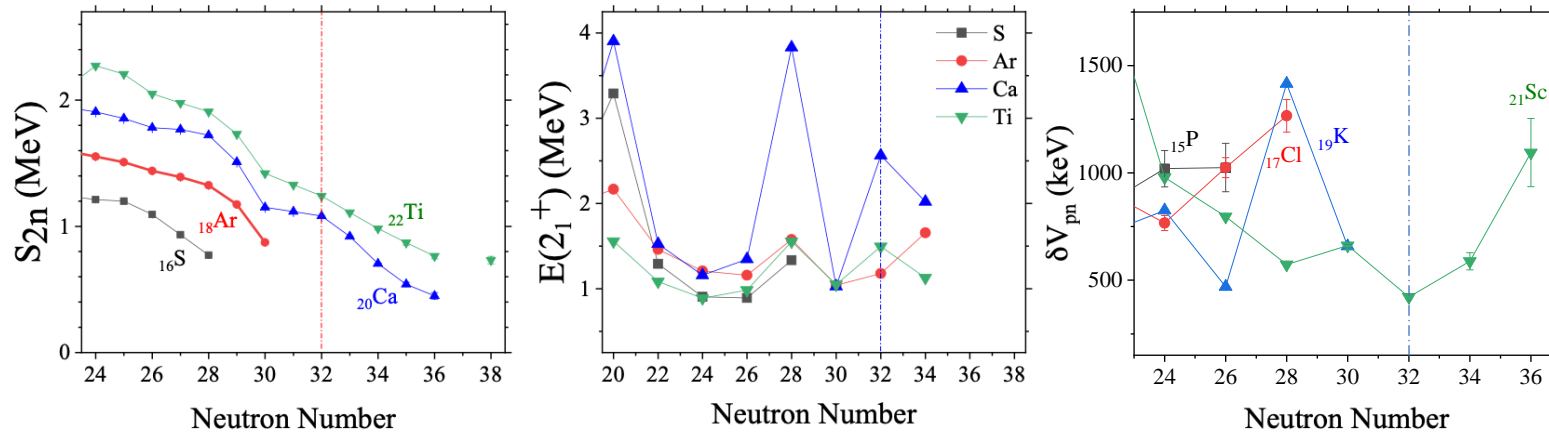 S2n (MeV)
2
1
0
22Ti
18Ar
16S
20Ca
24 26 28 30 32 34 36 38
Neutron Number
E(2₁⁺) (MeV)
4
3
2
1
S
Ar
Ca
Ti
20 22 24 26 28 30 32 34 36 38
Neutron Number
δVpn (keV)
1500
1000
500
15P
17Cl
19K
21Sc
24 26 28 30 32 34 36
Neutron Number